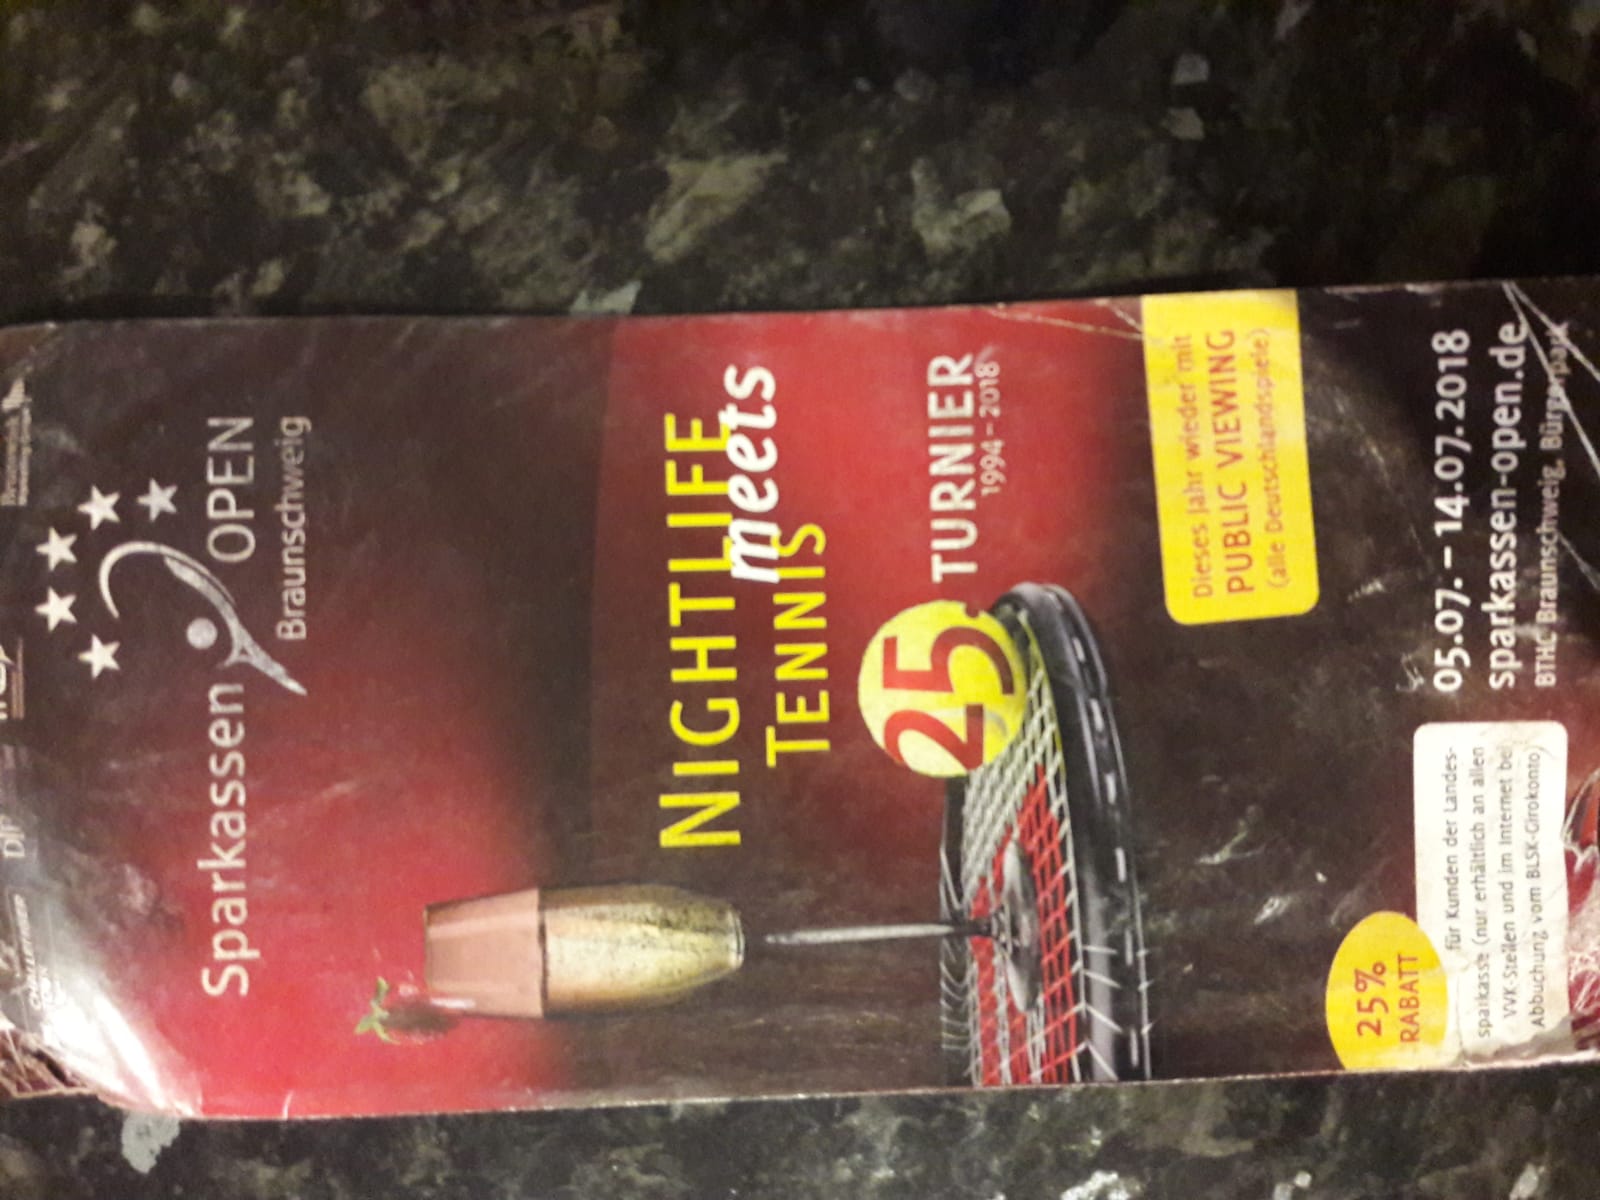 CHALLENGER
Sparkassen OPEN
Braunschweig
NIGHTLIFE
meets
TENNIS
25. TURNIER
1994–2018
Dieses Jahr wieder mit
PUBLIC VIEWING
(alle Deutschlandspiele)
25%
RABATT
für Kunden der Landes-
sparkasse (nur erhältlich an allen
VVK-Stellen und im Internet bei
Abbuchung vom BLSK-Girokonto)
05.07. – 14.07.2018
sparkassen-open.de
BTHC Braunschweig, Bürgerpark